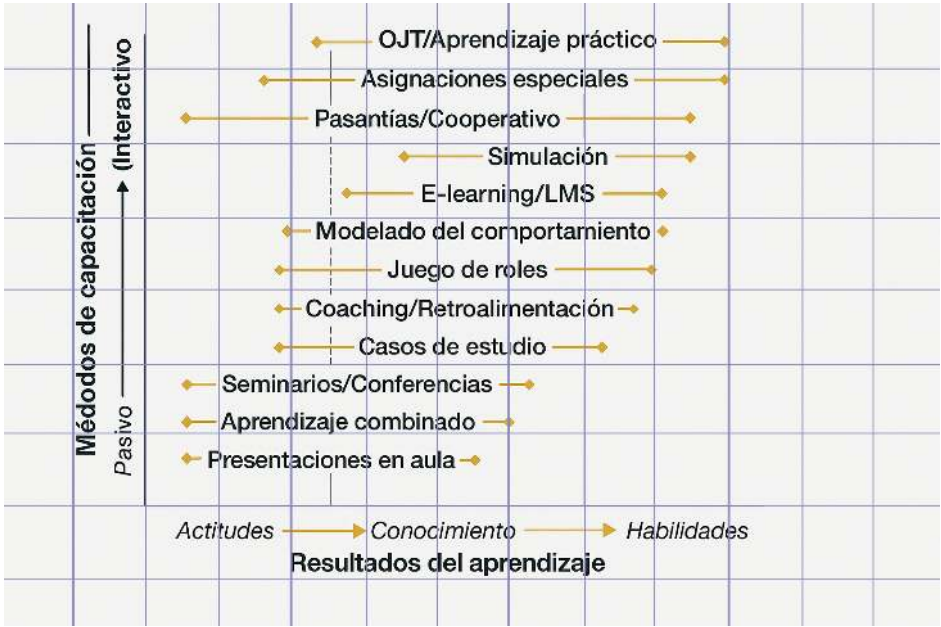 OJT/Aprendizaje práctico
Asignaciones especiales
Pasantías/Cooperativo
Simulación
E-learning/LMS
Modelado del comportamiento
Juego de roles
Coaching/Retroalimentación
Casos de estudio
Seminarios/Conferencias
Aprendizaje combinado
Presentaciones en aula
Médodos de capacitación
Pasivo (Interactivo
Actitudes Conocimiento Habilidades
Resultados del aprendizaje